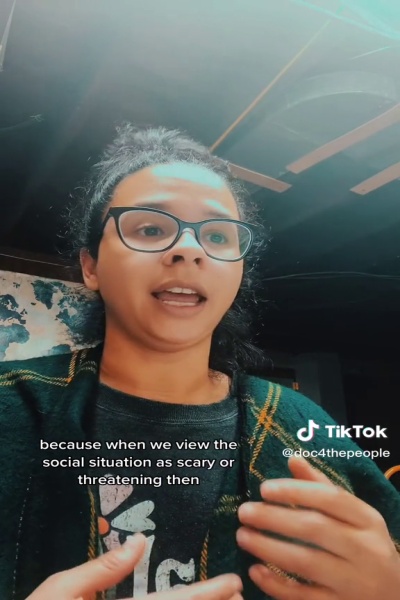 because when we view the
social situation as scary or
threatening then
TikTok
@doc4thepeople